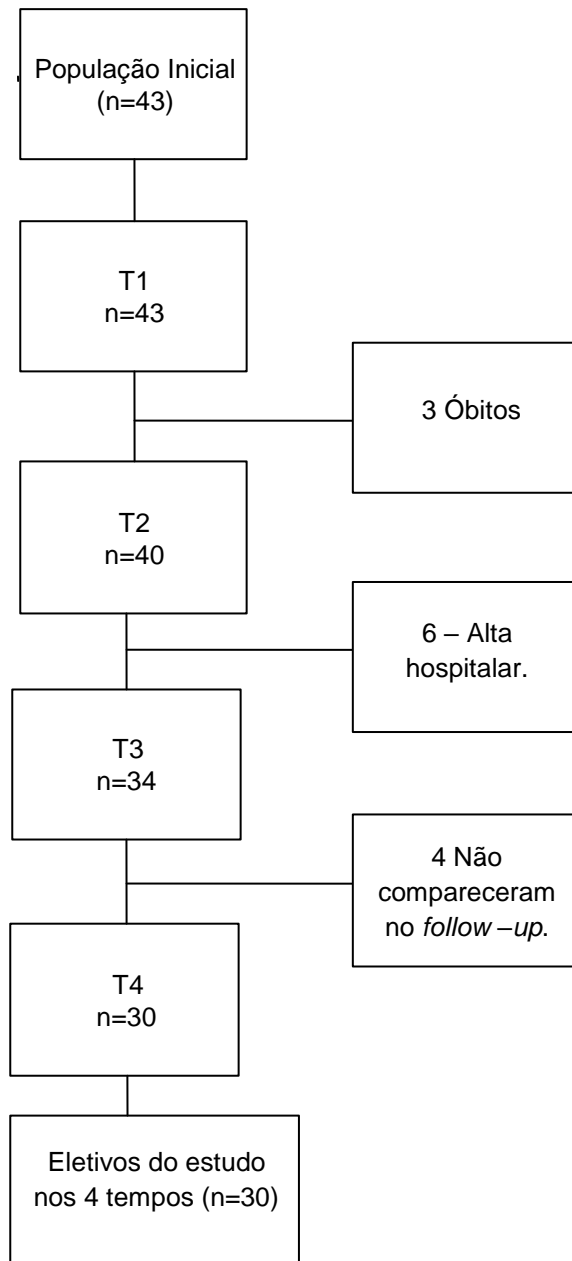 População Inicial
(n=43)
T1
n=43
3 Óbitos
T2
n=40
6 – Alta
hospitalar.
T3
n=34
4 Não
compareceram
no follow –up.
T4
n=30
Eletivos do estudo
nos 4 tempos (n=30)